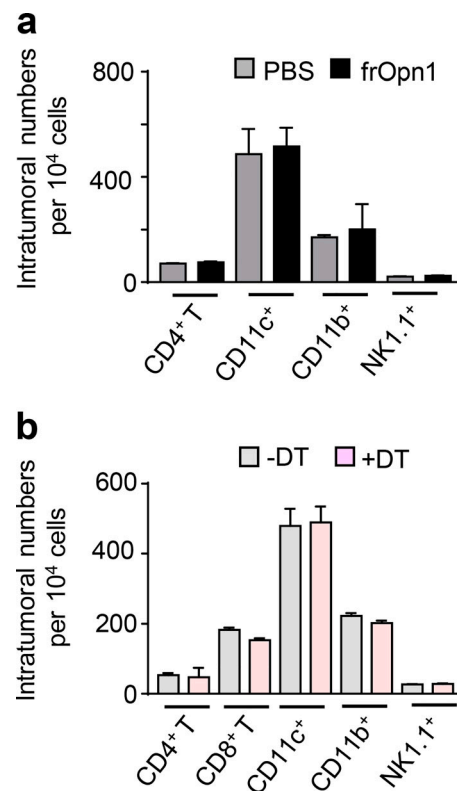 a
PBS frOpn1
Intratumoral numbers
per 10⁴ cells
800
400
0
CD4⁺ T
CD11c⁺
CD11b⁺
NK1.1⁺
b
-DT +DT
Intratumoral numbers
per 10⁴ cells
600
400
200
0
CD4⁺ T
CD8⁺ T
CD11c⁺
CD11b⁺
NK1.1⁺